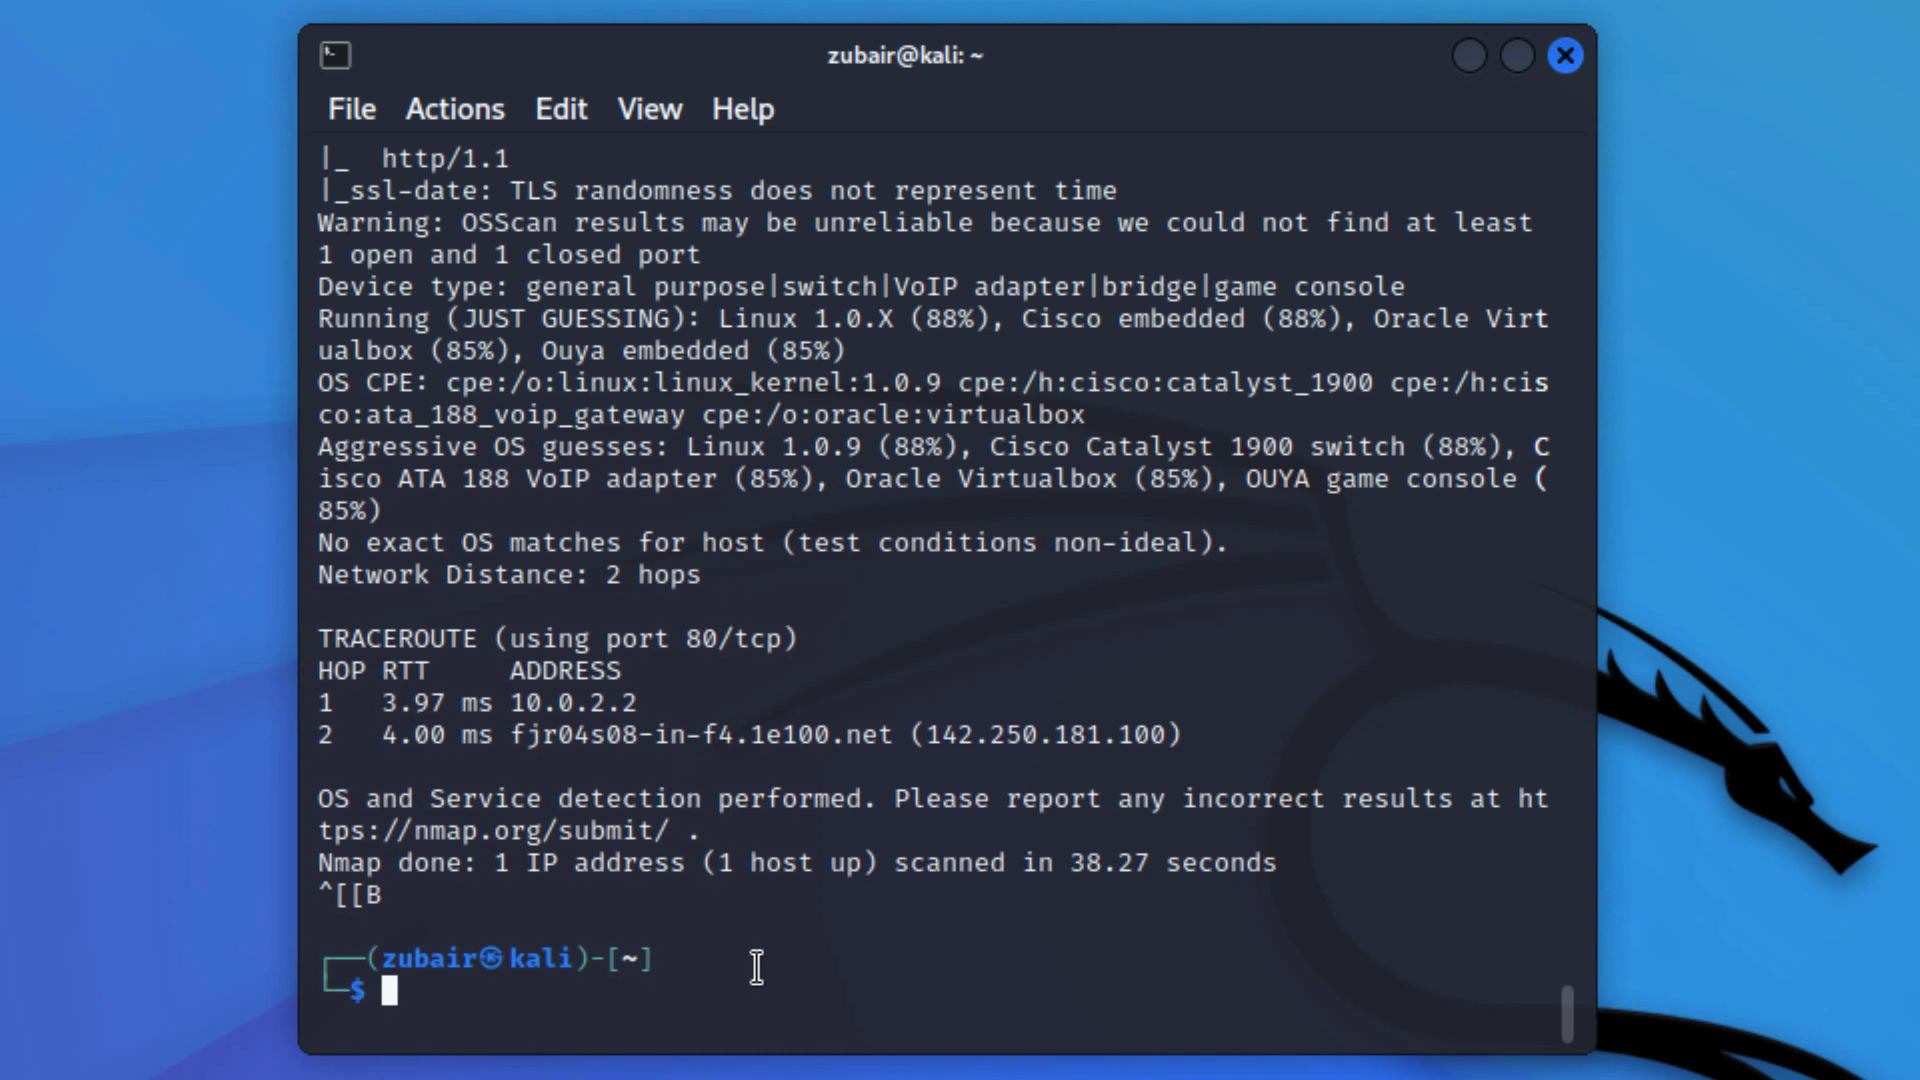 zubair@kali: ~
File Actions Edit View Help
|_  http/1.1
|_ssl-date: TLS randomness does not represent time
Warning: OSScan results may be unreliable because we could not find at least
1 open and 1 closed port
Device type: general purpose|switch|VoIP adapter|bridge|game console
Running (JUST GUESSING): Linux 1.0.X (88%), Cisco embedded (88%), Oracle Virt
ualbox (85%), Ouya embedded (85%)
OS CPE: cpe:/o:linux:linux_kernel:1.0.9 cpe:/h:cisco:catalyst_1900 cpe:/h:cis
co:ata_188_voip_gateway cpe:/o:oracle:virtualbox
Aggressive OS guesses: Linux 1.0.9 (88%), Cisco Catalyst 1900 switch (88%), C
isco ATA 188 VoIP adapter (85%), Oracle Virtualbox (85%), OUYA game console (
85%)
No exact OS matches for host (test conditions non-ideal).
Network Distance: 2 hops
TRACEROUTE (using port 80/tcp)
HOP RTT     ADDRESS
1   3.97 ms 10.0.2.2
2   4.00 ms fjr04s08-in-f4.1e100.net (142.250.181.100)
OS and Service detection performed. Please report any incorrect results at ht
tps://nmap.org/submit/ .
Nmap done: 1 IP address (1 host up) scanned in 38.27 seconds
^[[B
┌──(zubair㉿kali)-[~]
└─$